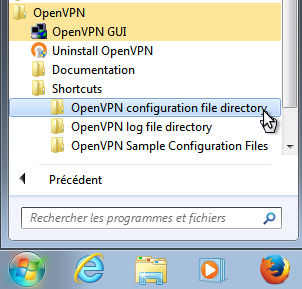 OpenVPN
OpenVPN GUI
Uninstall OpenVPN
Documentation
Shortcuts
OpenVPN configuration file directory
OpenVPN log file directory
OpenVPN Sample Configuration Files
Précédent
Rechercher les programmes et fichiers